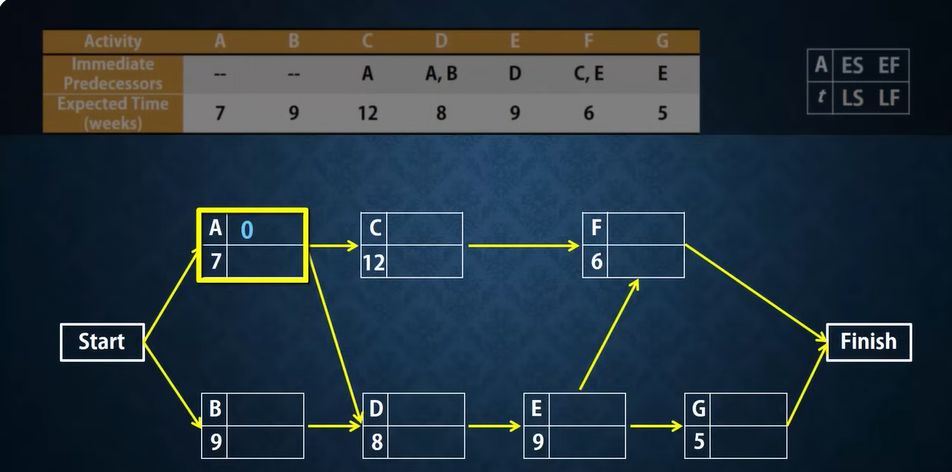 Activity A B C D E F G
Immediate Predecessors -- -- A A, B D C, E E
Expected Time (weeks) 7 9 12 8 9 6 5
A ES EF
t LS LF
A 0
7
C
12
F
6
Start
Finish
B
9
D
8
E
9
G
5